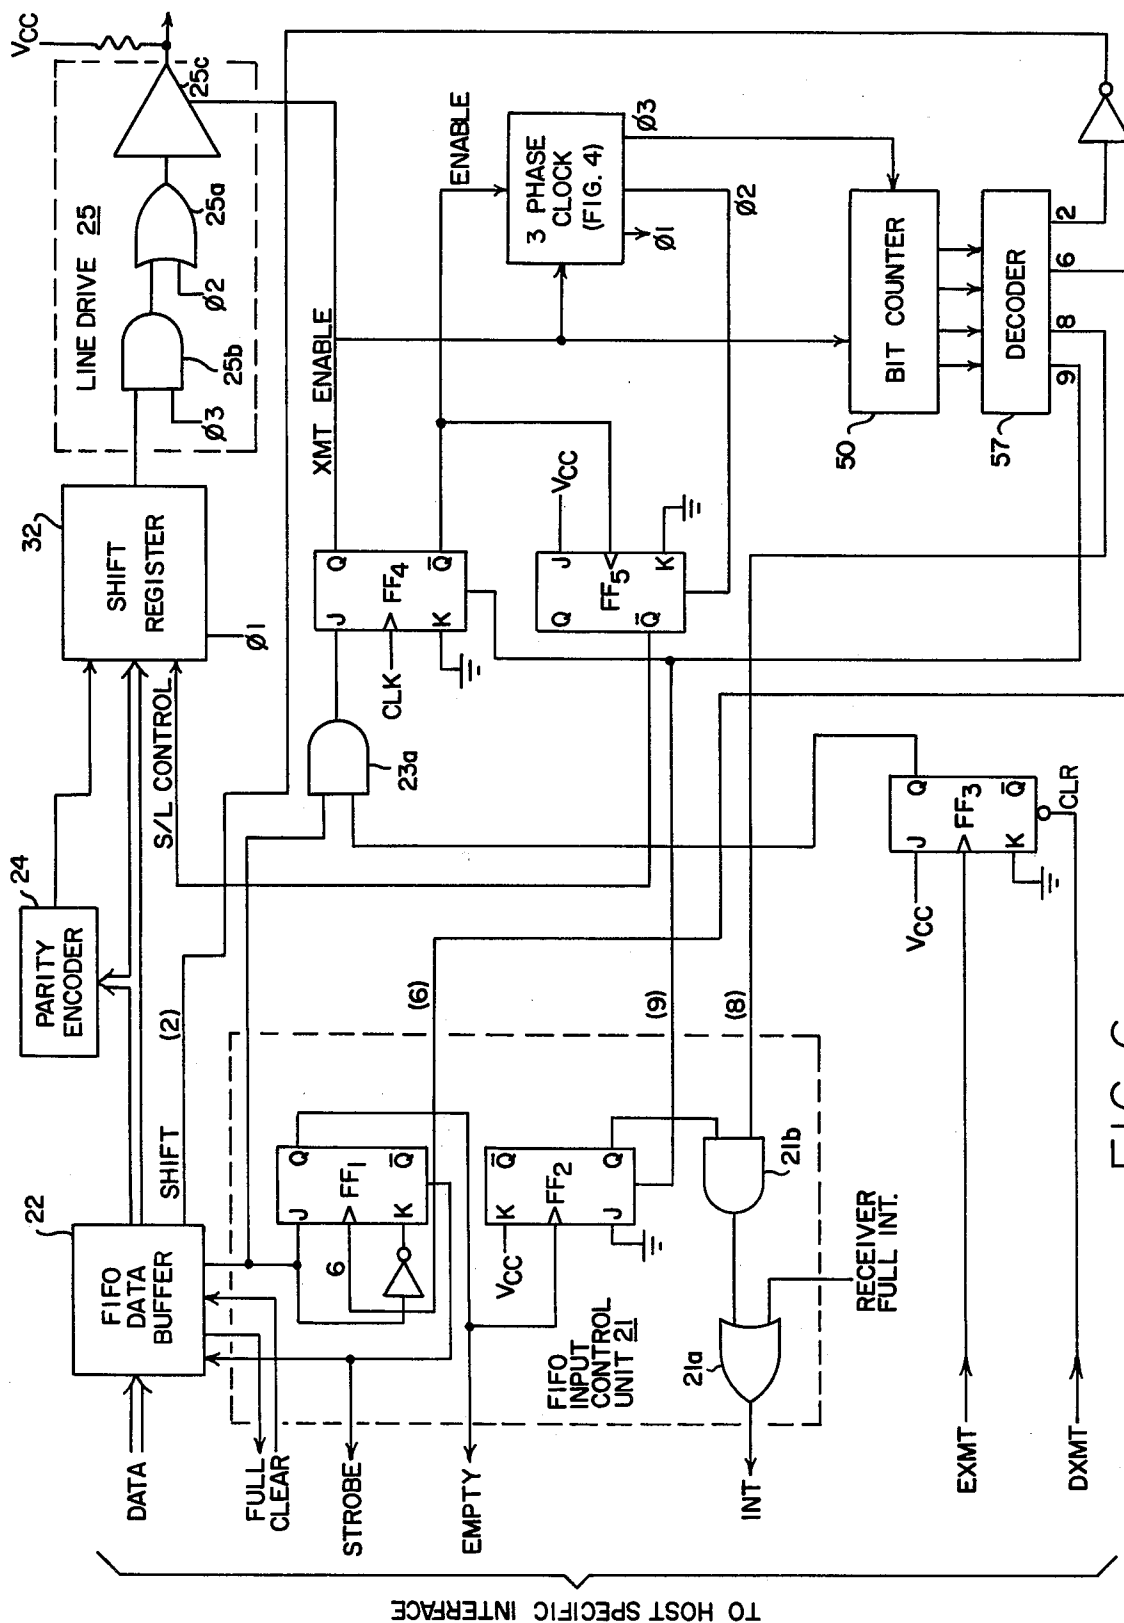 TO HOST SPECIFIC INTERFACE
DATA
FULL
CLEAR
STROBE
EMPTY
INT
EXMT
DXMT
22
FIFO
DATA
BUFFER
SHIFT
(2)
24
PARITY
ENCODER
S/L CONTROL
32
SHIFT
REGISTER
Ø1
LINE DRIVE 25
25b
Ø3
25a
Ø2
25c
VCC
J
Q
6
FF1
K
Q̅
(6)
K
Q̅
VCC
FF2
J
Q
(9)
(8)
FIFO
INPUT
CONTROL
UNIT 21
21a
21b
RECEIVER
FULL INT.
23a
J
Q
CLK
FF4
K
Q̅
XMT ENABLE
Q
J
VCC
FF5
Q̅
K
ENABLE
3 PHASE
CLOCK
(FIG. 4)
Ø1
Ø2
Ø3
50
BIT COUNTER
57
DECODER
9
8
6
2
VCC
J
Q
FF3
K
Q̅
CLR